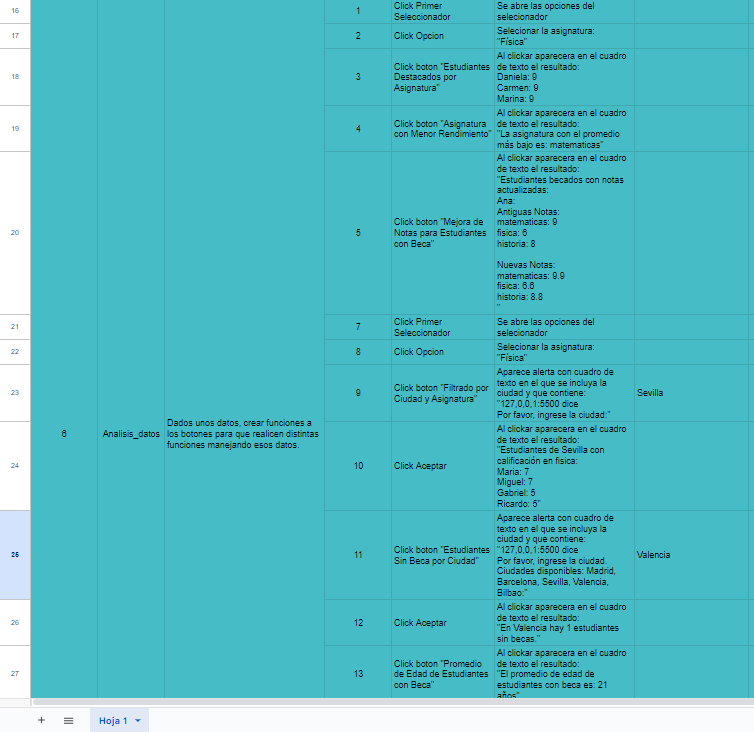 16
1
Click Primer
Seleccionador
Se abre las opciones del
selecionador
17
2
Click Opcion
Selecionar la asignatura:
"Física"
18
3
Click boton "Estudiantes
Destacados por
Asignatura"
Al clickar aparecera en el cuadro
de texto el resultado:
Daniela: 9
Carmen: 9
Marina: 9
19
4
Click boton "Asignatura
con Menor Rendimiento"
Al clickar aparecera en el cuadro
de texto el resultado:
"La asignatura con el promedio
más bajo es: matematicas"
20
5
Click boton "Mejora de
Notas para Estudiantes
con Beca"
Al clickar aparecera en el cuadro
de texto el resultado:
"Estudiantes becados con notas
actualizadas:
Ana:
Antiguas Notas:
matematicas: 9
fisica: 6
historia: 8
Nuevas Notas:
matematicas: 9.9
fisica: 6.6
historia: 8.8
"
21
7
Click Primer
Seleccionador
Se abre las opciones del
selecionador
22
8
Click Opcion
Selecionar la asignatura:
"Física"
23
9
Click boton "Filtrado por
Ciudad y Asignatura"
Aparece alerta con cuadro de
texto en el que se incluya la
ciudad y que contiene:
"127,0,0,1:5500 dice
Por favor, ingrese la ciudad:"
Sevilla
6
Analisis_datos
Dados unos datos, crear funciones a
los botones para que realicen distintas
funciones manejando esos datos.
24
10
Click Aceptar
Al clickar aparecera en el cuadro
de texto el resultado:
"Estudiantes de Sevilla con
calificación en fisica:
Maria: 7
Miguel: 7
Gabriel: 5
Ricardo: 5"
25
11
Click boton "Estudiantes
Sin Beca por Ciudad"
Aparece alerta con cuadro de
texto en el que se incluya la
ciudad y que contiene:
"127,0,0,1:5500 dice
Por favor, ingrese la ciudad.
Ciudades disponibles: Madrid,
Barcelona, Sevilla, Valencia,
Bilbao:"
Valencia
26
12
Click Aceptar
Al clickar aparecera en el cuadro
de texto el resultado:
"En Valencia hay 1 estudiantes
sin becas."
27
13
Click boton "Promedio
de Edad de Estudiantes
con Beca"
Al clickar aparecera en el cuadro
de texto el resultado:
"El promedio de edad de
estudiantes con beca es: 21
años"
Hoja 1